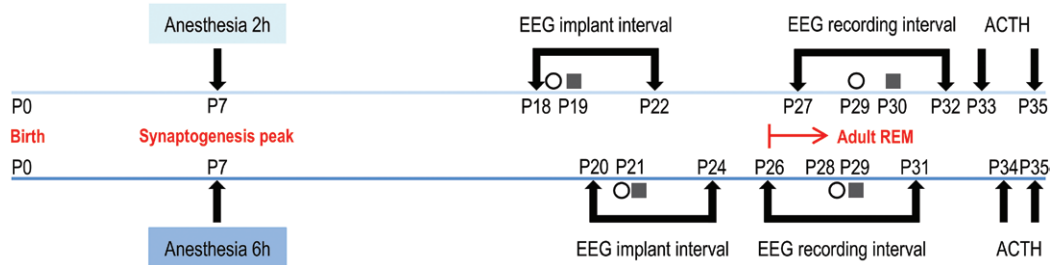 Anesthesia 2h EEG implant interval EEG recording interval ACTH
P0 P7 P18 P19 P22 P27 P29 P30 P32 P33 P35
Birth Synaptogenesis peak Adult REM
P0 P7 P20 P21 P24 P26 P28 P29 P31 P34 P35
Anesthesia 6h EEG implant interval EEG recording interval ACTH